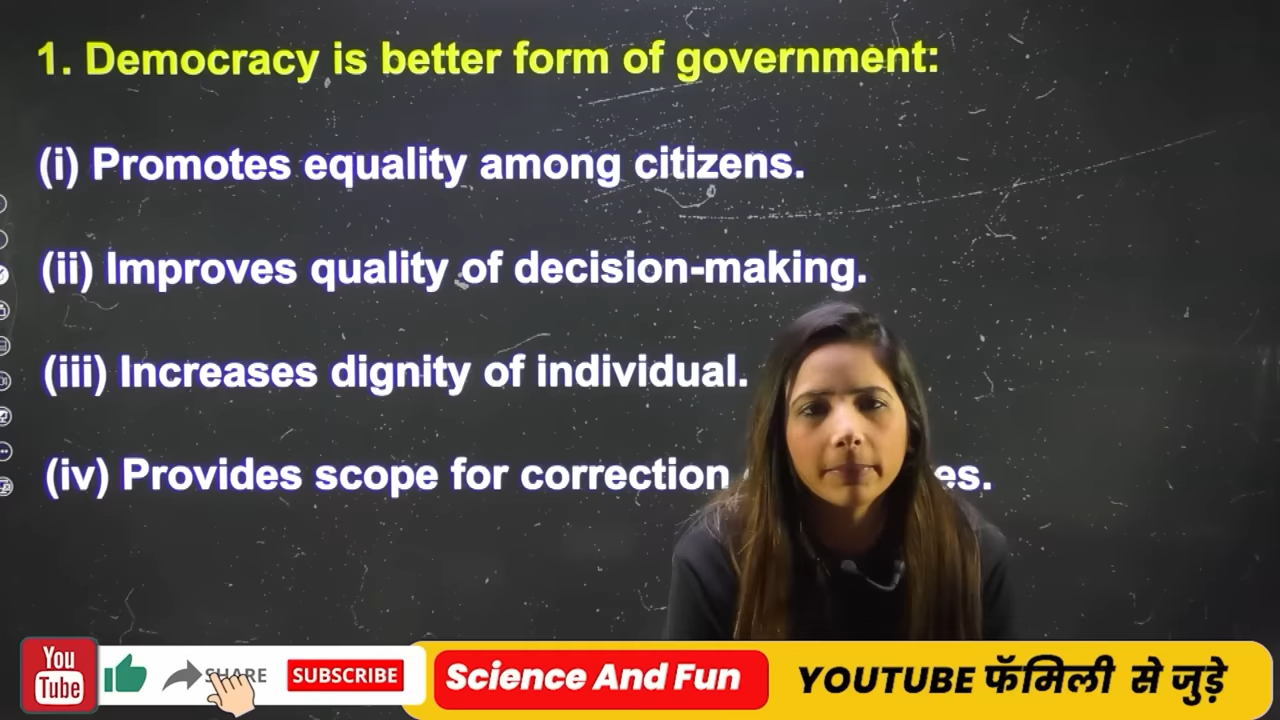 1. Democracy is better form of government:
(i) Promotes equality among citizens.
(ii) Improves quality of decision-making.
(iii) Increases dignity of individual.
(iv) Provides scope for correction
You
Tube
SHARE
SUBSCRIBE
Science And Fun
YOUTUBE फॅमिली से जुड़े